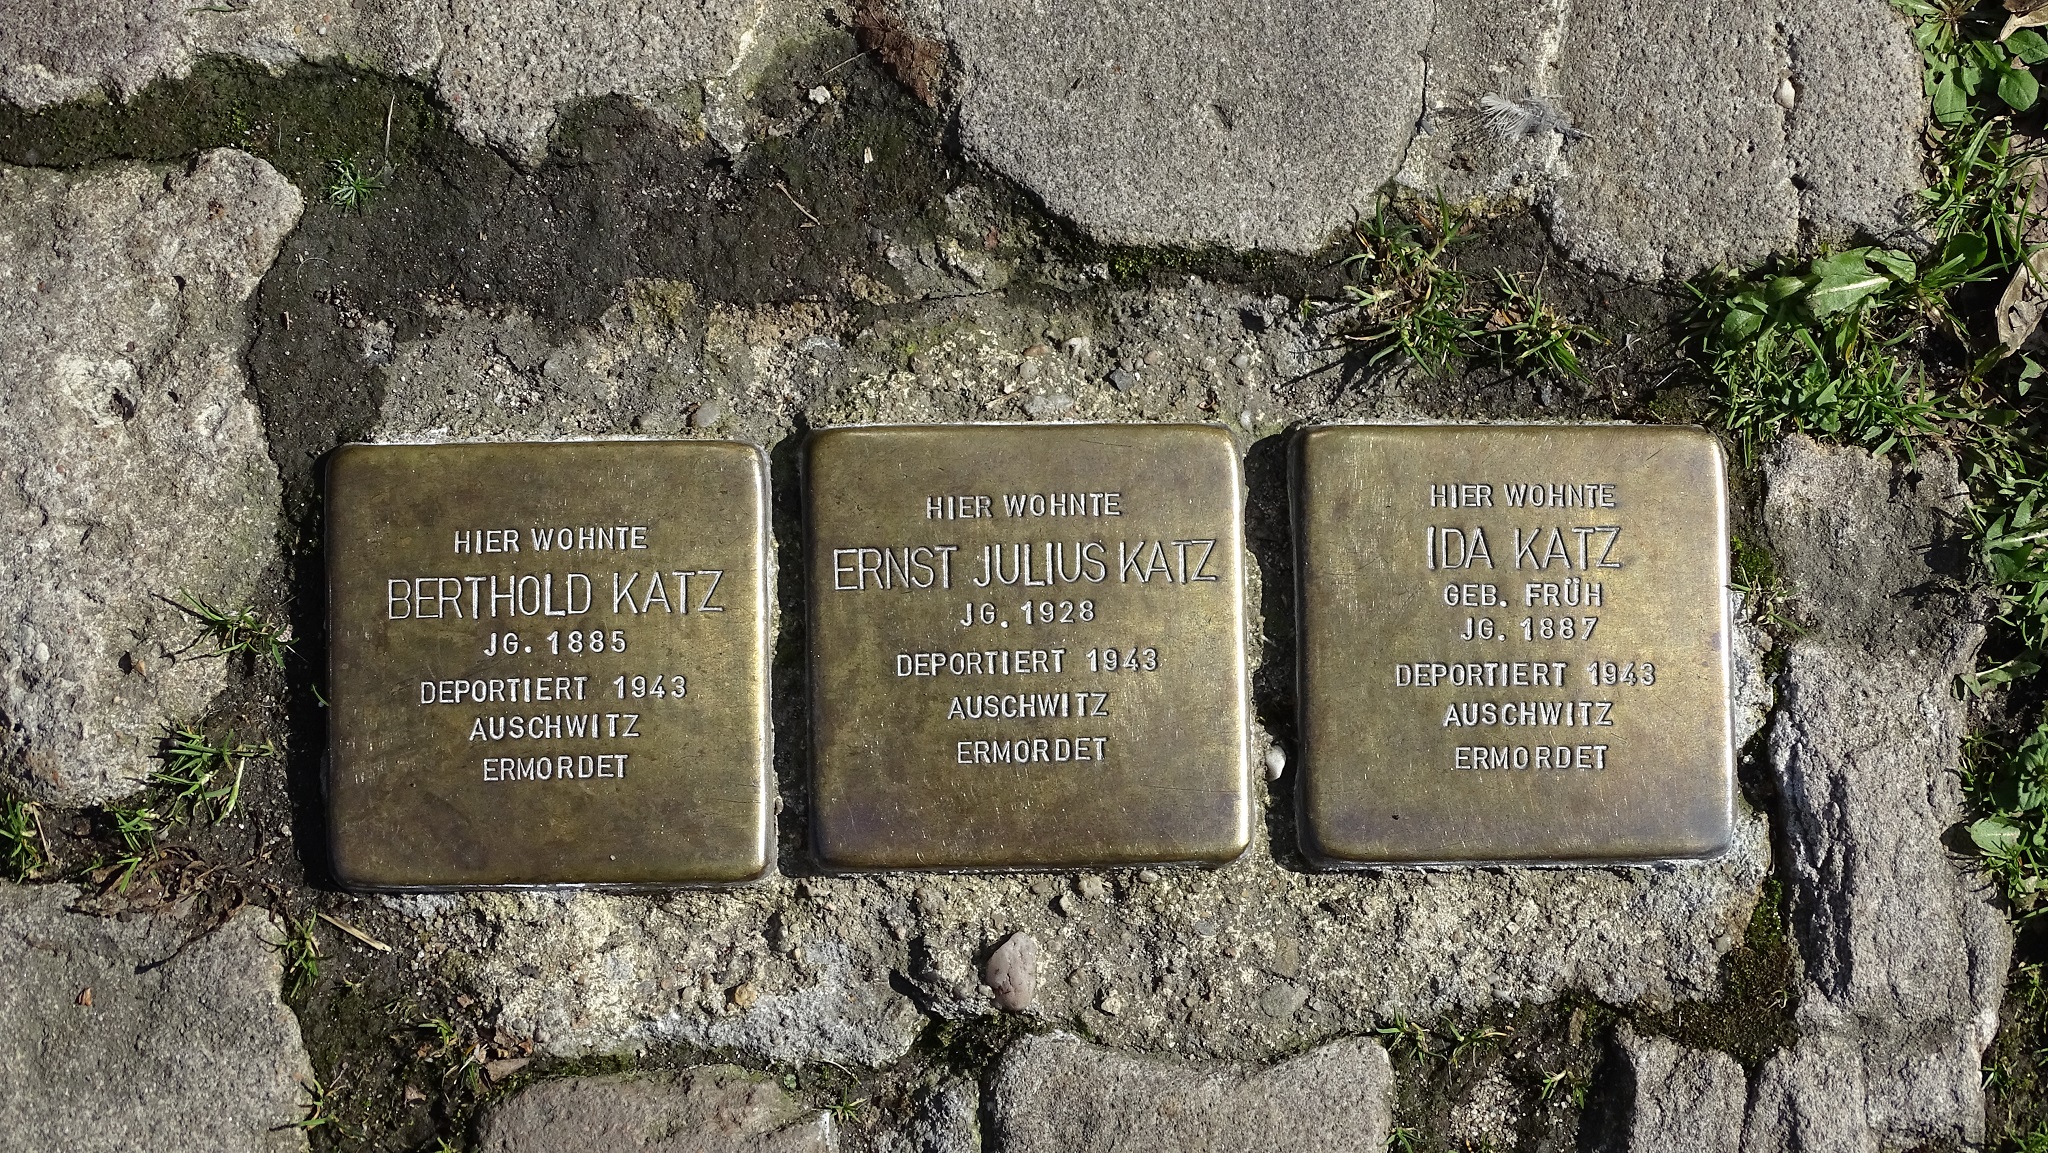 HIER WOHNTE
BERTHOLD KATZ
JG. 1885
DEPORTIERT 1943
AUSCHWITZ
ERMORDET
HIER WOHNTE
ERNST JULIUS KATZ
JG. 1928
DEPORTIERT 1943
AUSCHWITZ
ERMORDET
HIER WOHNTE
IDA KATZ
GEB. FRÜH
JG. 1887
DEPORTIERT 1943
AUSCHWITZ
ERMORDET